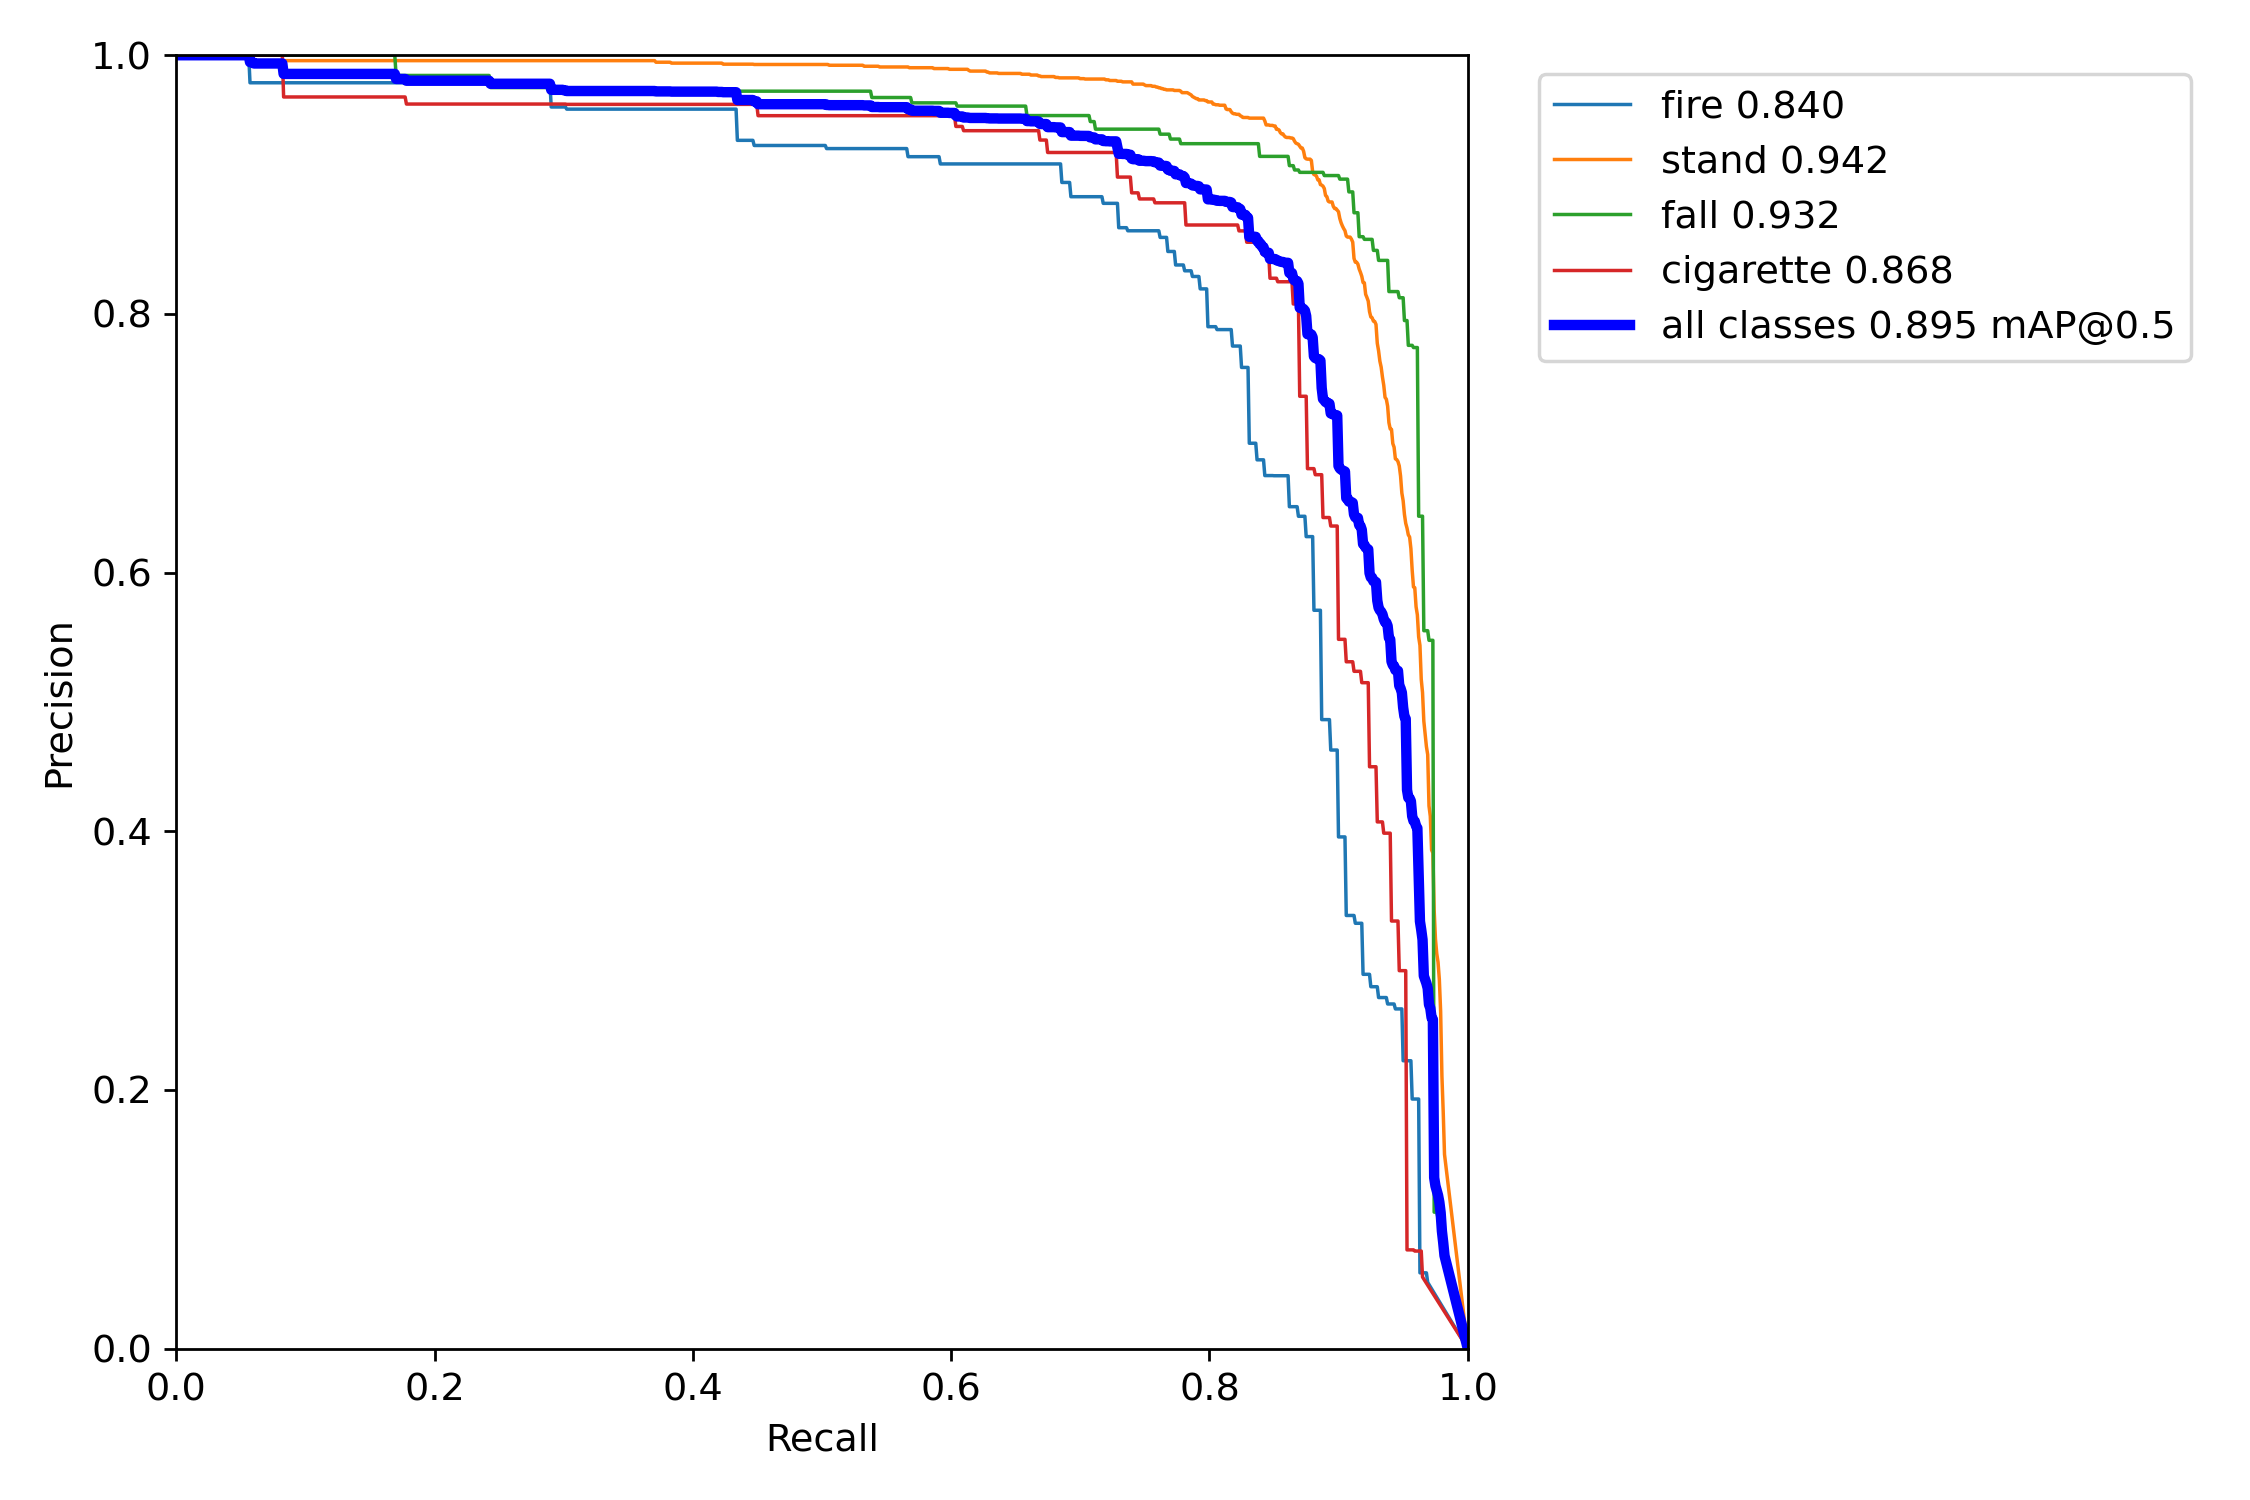 1.0
0.8
0.6
0.4
0.2
0.0
Precision
0.0 0.2 0.4 0.6 0.8 1.0
Recall
fire 0.840
stand 0.942
fall 0.932
cigarette 0.868
all classes 0.895 mAP@0.5